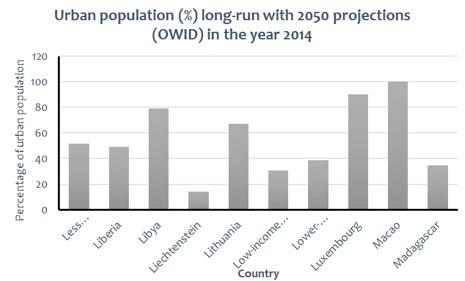 Urban population (%) long-run with 2050 projections
(OWID) in the year 2014
Percentage of urban population
120
100
80
60
40
20
0
Less...
Liberia
Libya
Liechtenstein
Lithuania
Low-income...
Lower-...
Luxembourg
Macao
Madagascar
Country